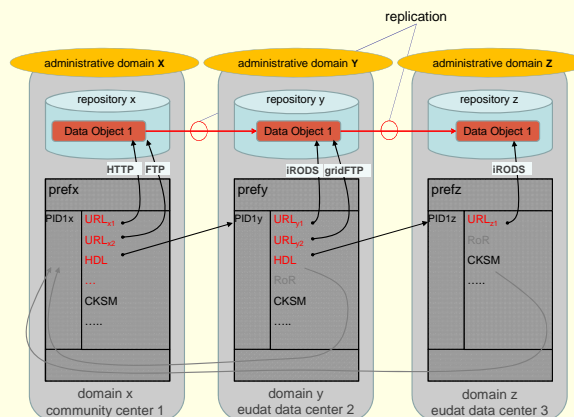 replication
administrative domain X
administrative domain Y
administrative domain Z
repository x
repository y
repository z
Data Object 1
Data Object 1
Data Object 1
HTTP
FTP
iRODS
gridFTP
iRODS
prefx
prefy
prefz
PID1x
URLx1
URLx2
HDL
...
CKSM
.....
PID1y
URLy1
URLy2
HDL
RoR
CKSM
.....
PID1z
URLz1
RoR
CKSM
.....
domain x
community center 1
domain y
eudat data center 2
domain z
eudat data center 3